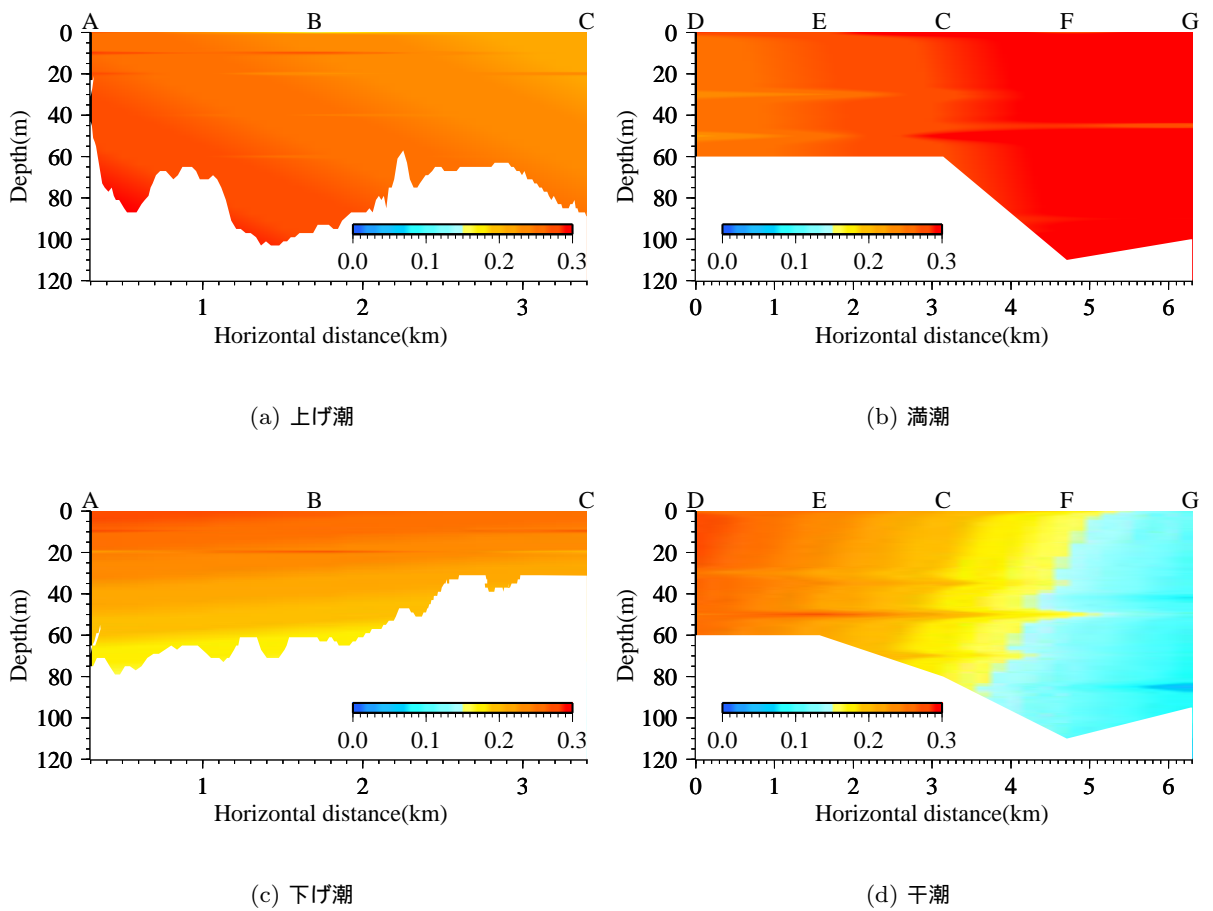 A B C
0
20
40
60
80
100
120
Depth(m)
0.0 0.1 0.2 0.3
1 2 3
Horizontal distance(km)
(a) 上げ潮
D E C F G
0
20
40
60
80
100
120
Depth(m)
0.0 0.1 0.2 0.3
0 1 2 3 4 5 6
Horizontal distance(km)
(b) 満潮
A B C
0
20
40
60
80
100
120
Depth(m)
0.0 0.1 0.2 0.3
1 2 3
Horizontal distance(km)
(c) 下げ潮
D E C F G
0
20
40
60
80
100
120
Depth(m)
0.0 0.1 0.2 0.3
0 1 2 3 4 5 6
Horizontal distance(km)
(d) 干潮